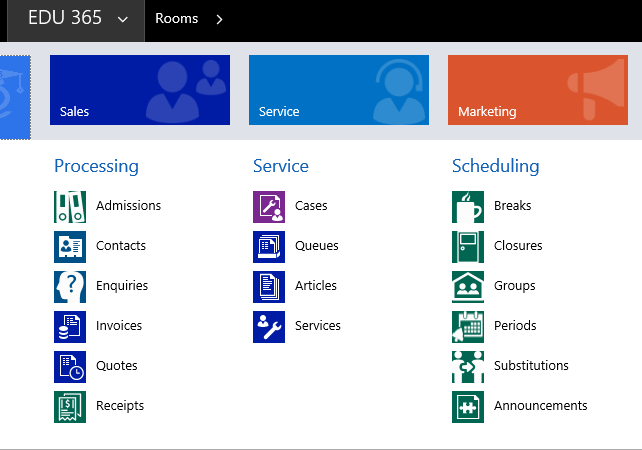 EDU 365
Rooms
Sales
Service
Marketing
Processing
Admissions
Contacts
Enquiries
Invoices
Quotes
Receipts
Service
Cases
Queues
Articles
Services
Scheduling
Breaks
Closures
Groups
Periods
Substitutions
Announcements